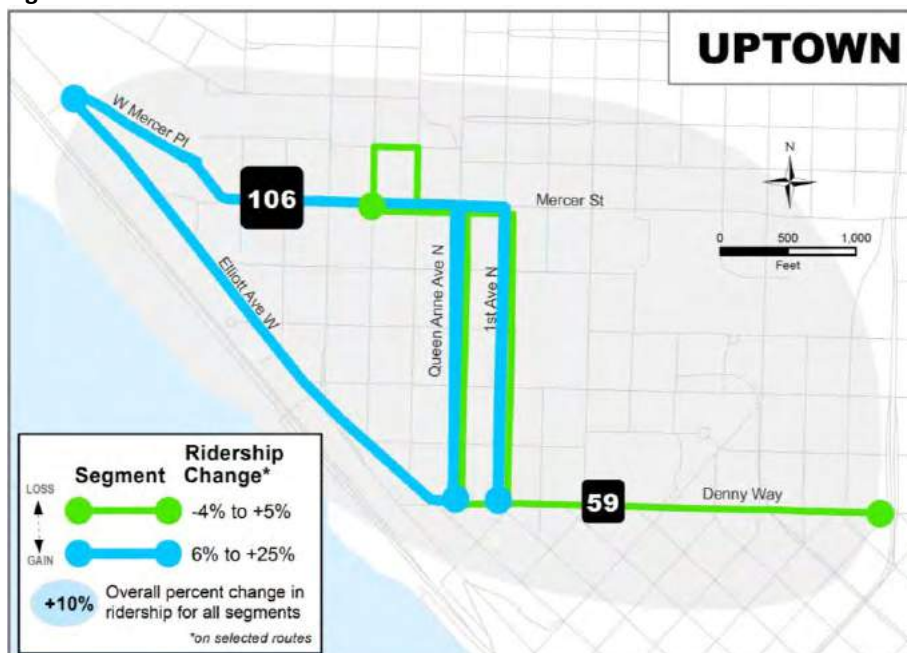 UPTOWN
W Mercer Pl
106
Mercer St
N
0 500 1,000
Feet
Elliott Ave W
Queen Anne Ave N
1st Ave N
59
Denny Way
Segment
Ridership
Change*
LOSS
-4% to +5%
GAIN
6% to +25%
+10%
Overall percent change in
ridership for all segments
*on selected routes